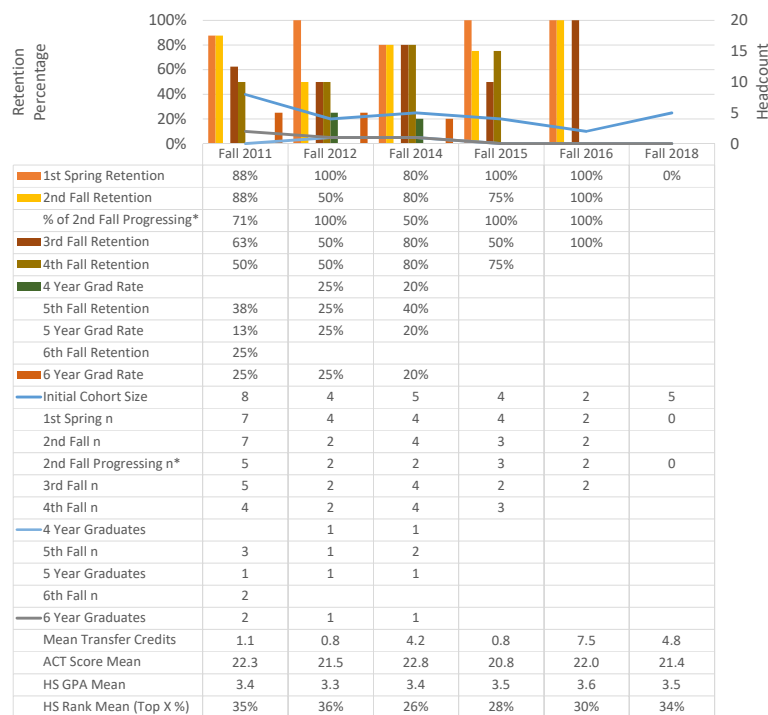 Retention Percentage
100%
80%
60%
40%
20%
0%
20
15
10
5
0
Headcount
Fall 2011 Fall 2012 Fall 2014 Fall 2015 Fall 2016 Fall 2018
1st Spring Retention 88% 100% 80% 100% 100% 0%
2nd Fall Retention 88% 50% 80% 75% 100%
% of 2nd Fall Progressing* 71% 100% 50% 100% 100%
3rd Fall Retention 63% 50% 80% 50% 100%
4th Fall Retention 50% 50% 80% 75%
4 Year Grad Rate 25% 20%
5th Fall Retention 38% 25% 40%
5 Year Grad Rate 13% 25% 20%
6th Fall Retention 25%
6 Year Grad Rate 25% 25% 20%
Initial Cohort Size 8 4 5 4 2 5
1st Spring n 7 4 4 4 2 0
2nd Fall n 7 2 4 3 2
2nd Fall Progressing n* 5 2 2 3 2 0
3rd Fall n 5 2 4 2 2
4th Fall n 4 2 4 3
4 Year Graduates 1 1
5th Fall n 3 1 2
5 Year Graduates 1 1 1
6th Fall n 2
6 Year Graduates 2 1 1
Mean Transfer Credits 1.1 0.8 4.2 0.8 7.5 4.8
ACT Score Mean 22.3 21.5 22.8 20.8 22.0 21.4
HS GPA Mean 3.4 3.3 3.4 3.5 3.6 3.5
HS Rank Mean (Top X %) 35% 36% 26% 28% 30% 34%